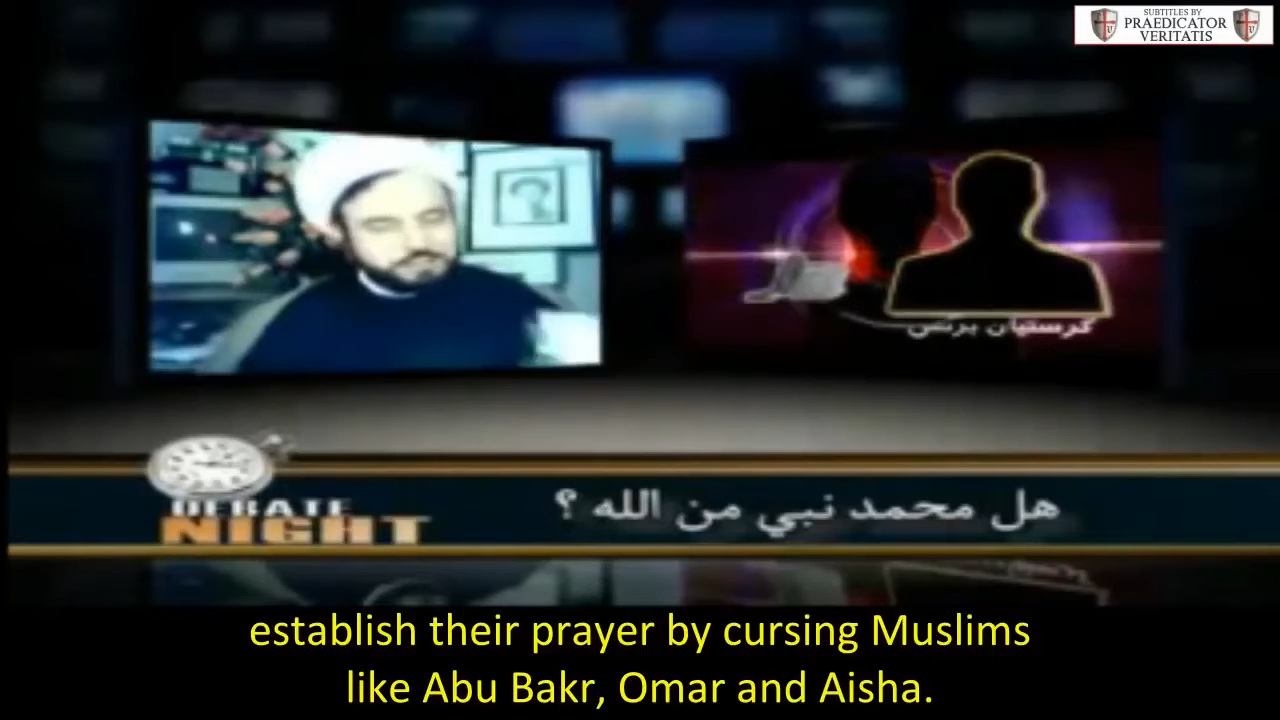 SUBTITLES BY
PRAEDICATOR
VERITATIS
كرستيان برنس
DEBATE
NIGHT
هل محمد نبي من الله ؟
establish their prayer by cursing Muslims
like Abu Bakr, Omar and Aisha.